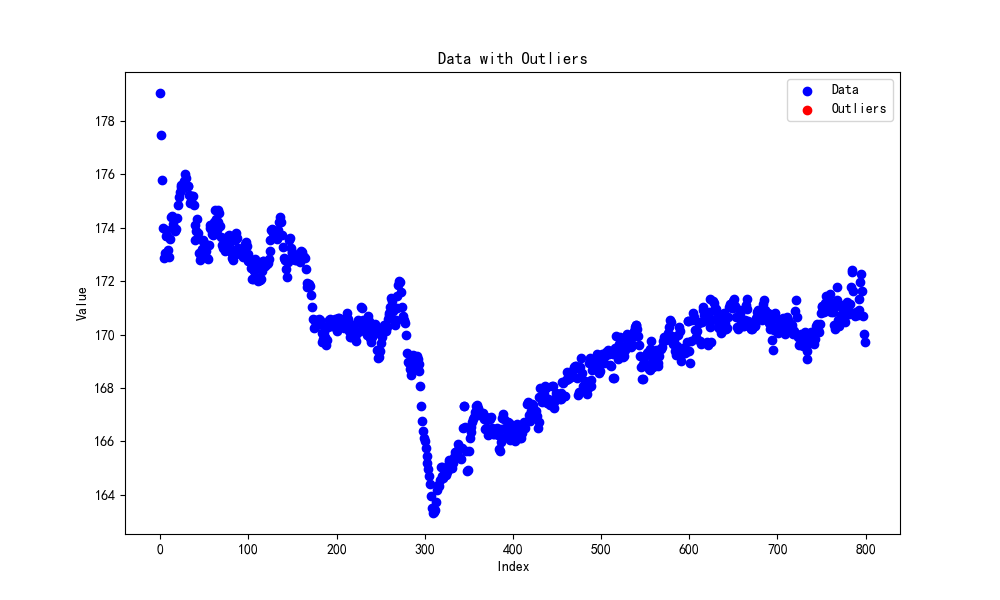 Data with Outliers
Data
Outliers
178
176
174
172
170
168
166
164
Value
0 100 200 300 400 500 600 700 800
Index